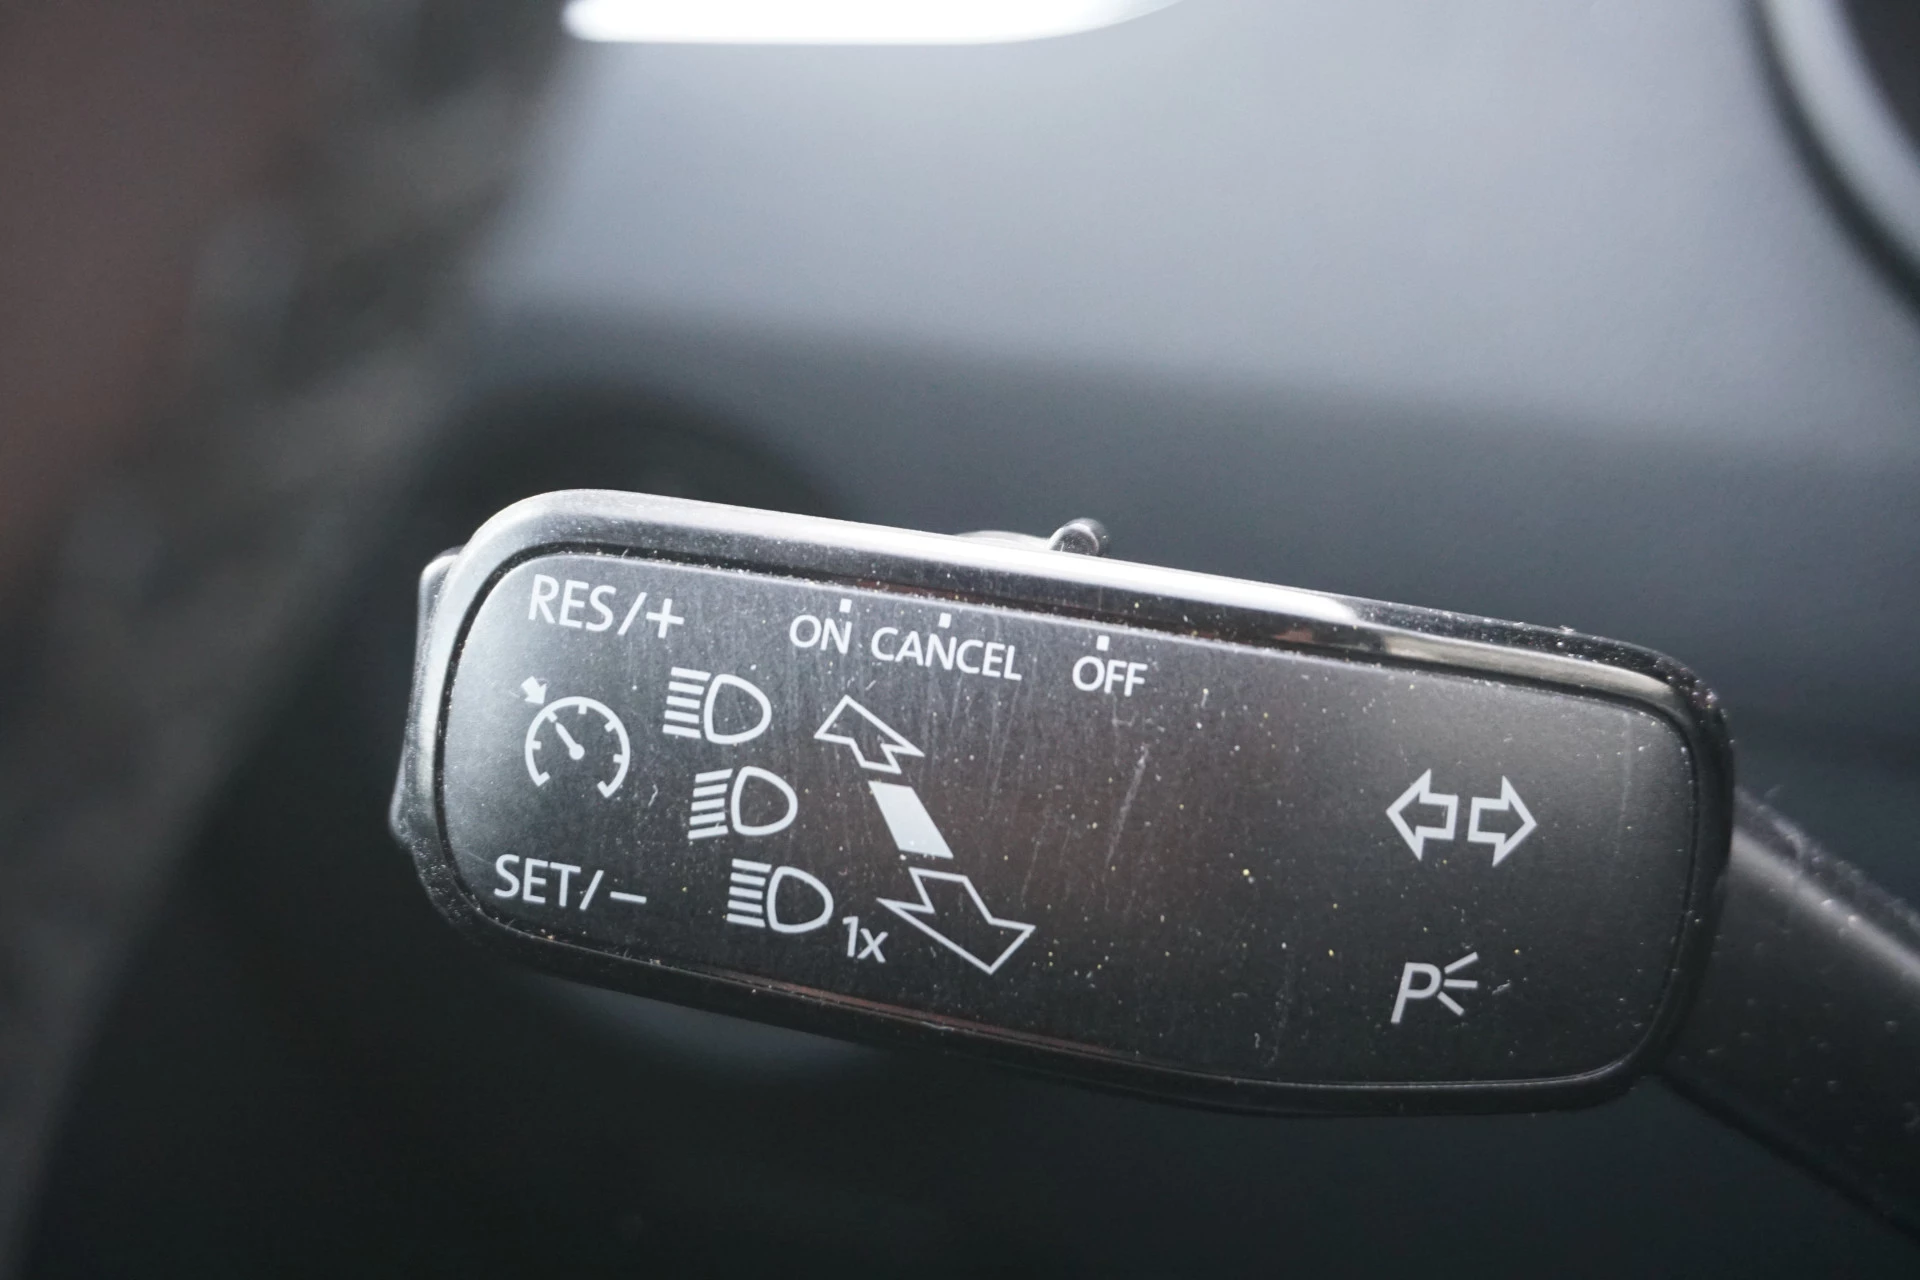 RES/+
ON CANCEL OFF
SET/−
1x
P